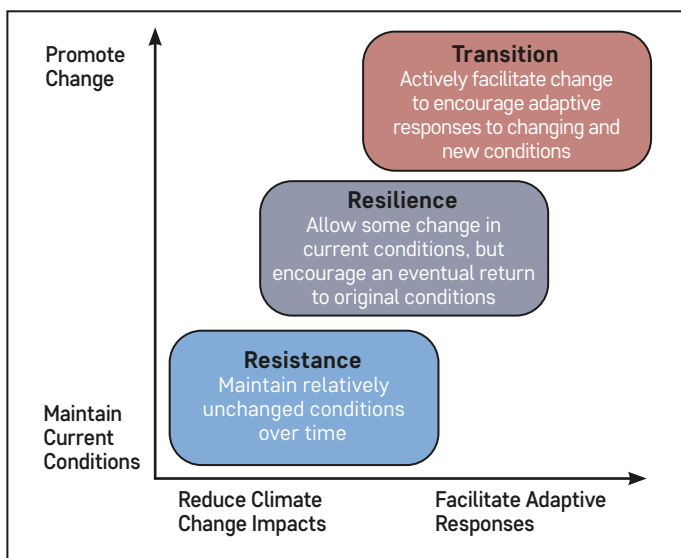 Promote
Change
Transition
Actively facilitate change
to encourage adaptive
responses to changing and
new conditions
Resilience
Allow some change in
current conditions, but
encourage an eventual return
to original conditions
Resistance
Maintain relatively
unchanged conditions
over time
Maintain
Current
Conditions
Reduce Climate
Change Impacts
Facilitate Adaptive
Responses